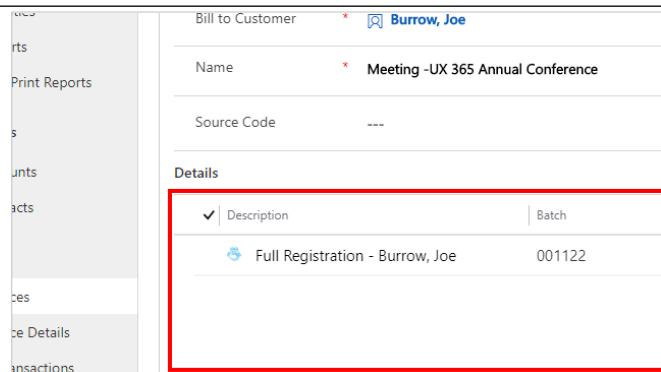 Bill to Customer * Burrow, Joe
rts
Name * Meeting -UX 365 Annual Conference
Print Reports
Source Code ---
s
unts
Details
acts
Description Batch
Full Registration - Burrow, Joe 001122
ces
ce Details
ansactions